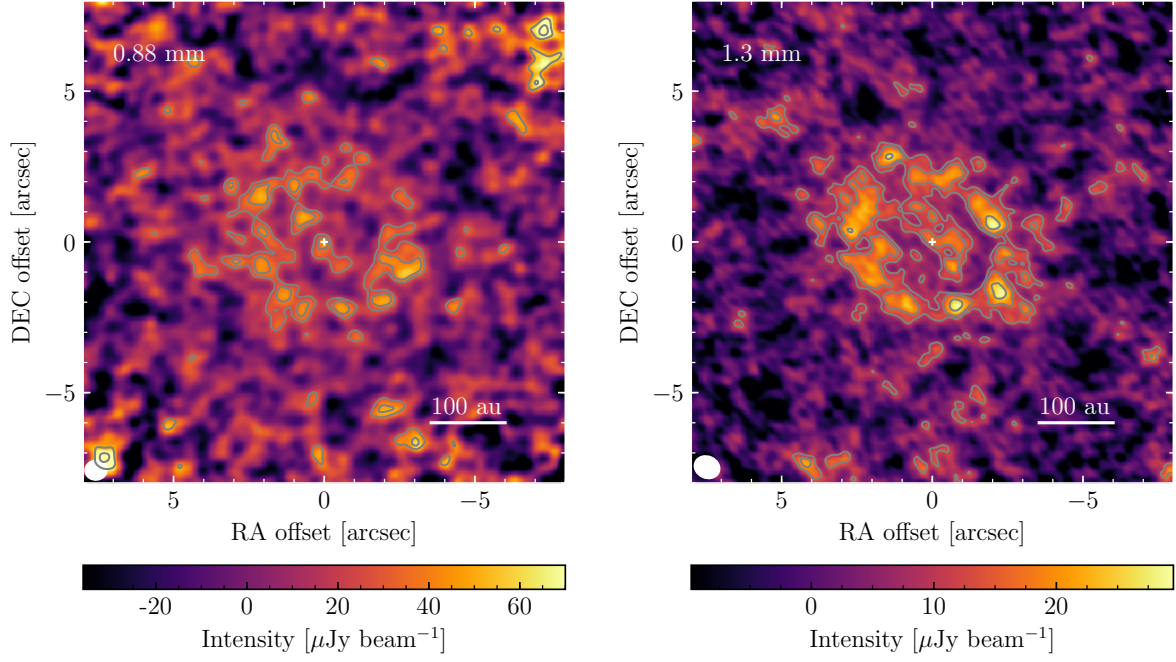 0.88 mm
1.3 mm
5
0
−5
5
0
−5
DEC offset [arcsec]
DEC offset [arcsec]
100 au
100 au
5 0 −5
5 0 −5
RA offset [arcsec]
RA offset [arcsec]
-20 0 20 40 60
0 10 20
Intensity [μJy beam⁻¹]
Intensity [μJy beam⁻¹]